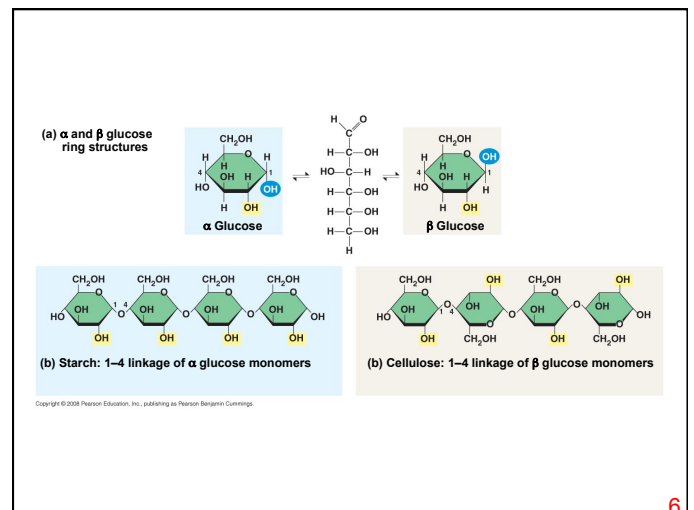 (a) α and β glucose
ring structures
CH₂OH
H
O
H
H
4
OH
H
1
HO
OH
H
OH
α Glucose
H
O
C
H–C–OH
HO–C–H
H–C–OH
H–C–OH
H–C–OH
H
CH₂OH
H
O
OH
H
4
OH
H
1
HO
H
H
OH
β Glucose
CH₂OH CH₂OH CH₂OH CH₂OH
O O O O
HO OH 1 O 4 OH O OH O OH OH
OH OH OH OH
(b) Starch: 1–4 linkage of α glucose monomers
CH₂OH OH CH₂OH OH
O O
HO OH 1 O 4 OH O OH O OH OH
OH O OH O
CH₂OH CH₂OH
(b) Cellulose: 1–4 linkage of β glucose monomers
Copyright © 2008 Pearson Education, Inc., publishing as Pearson Benjamin Cummings.
6